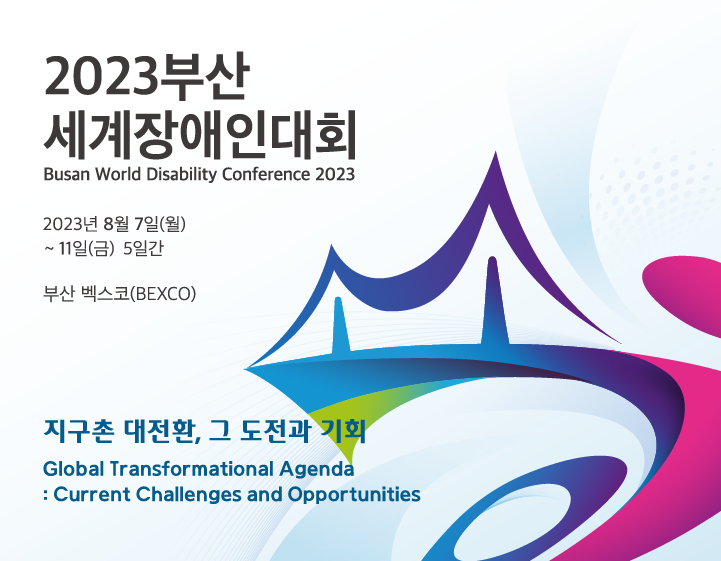 2023부산
세계장애인대회
Busan World Disability Conference 2023
2023년 8월 7일(월)
~ 11일(금) 5일간
부산 벡스코(BEXCO)
지구촌 대전환, 그 도전과 기회
Global Transformational Agenda
: Current Challenges and Opportunities